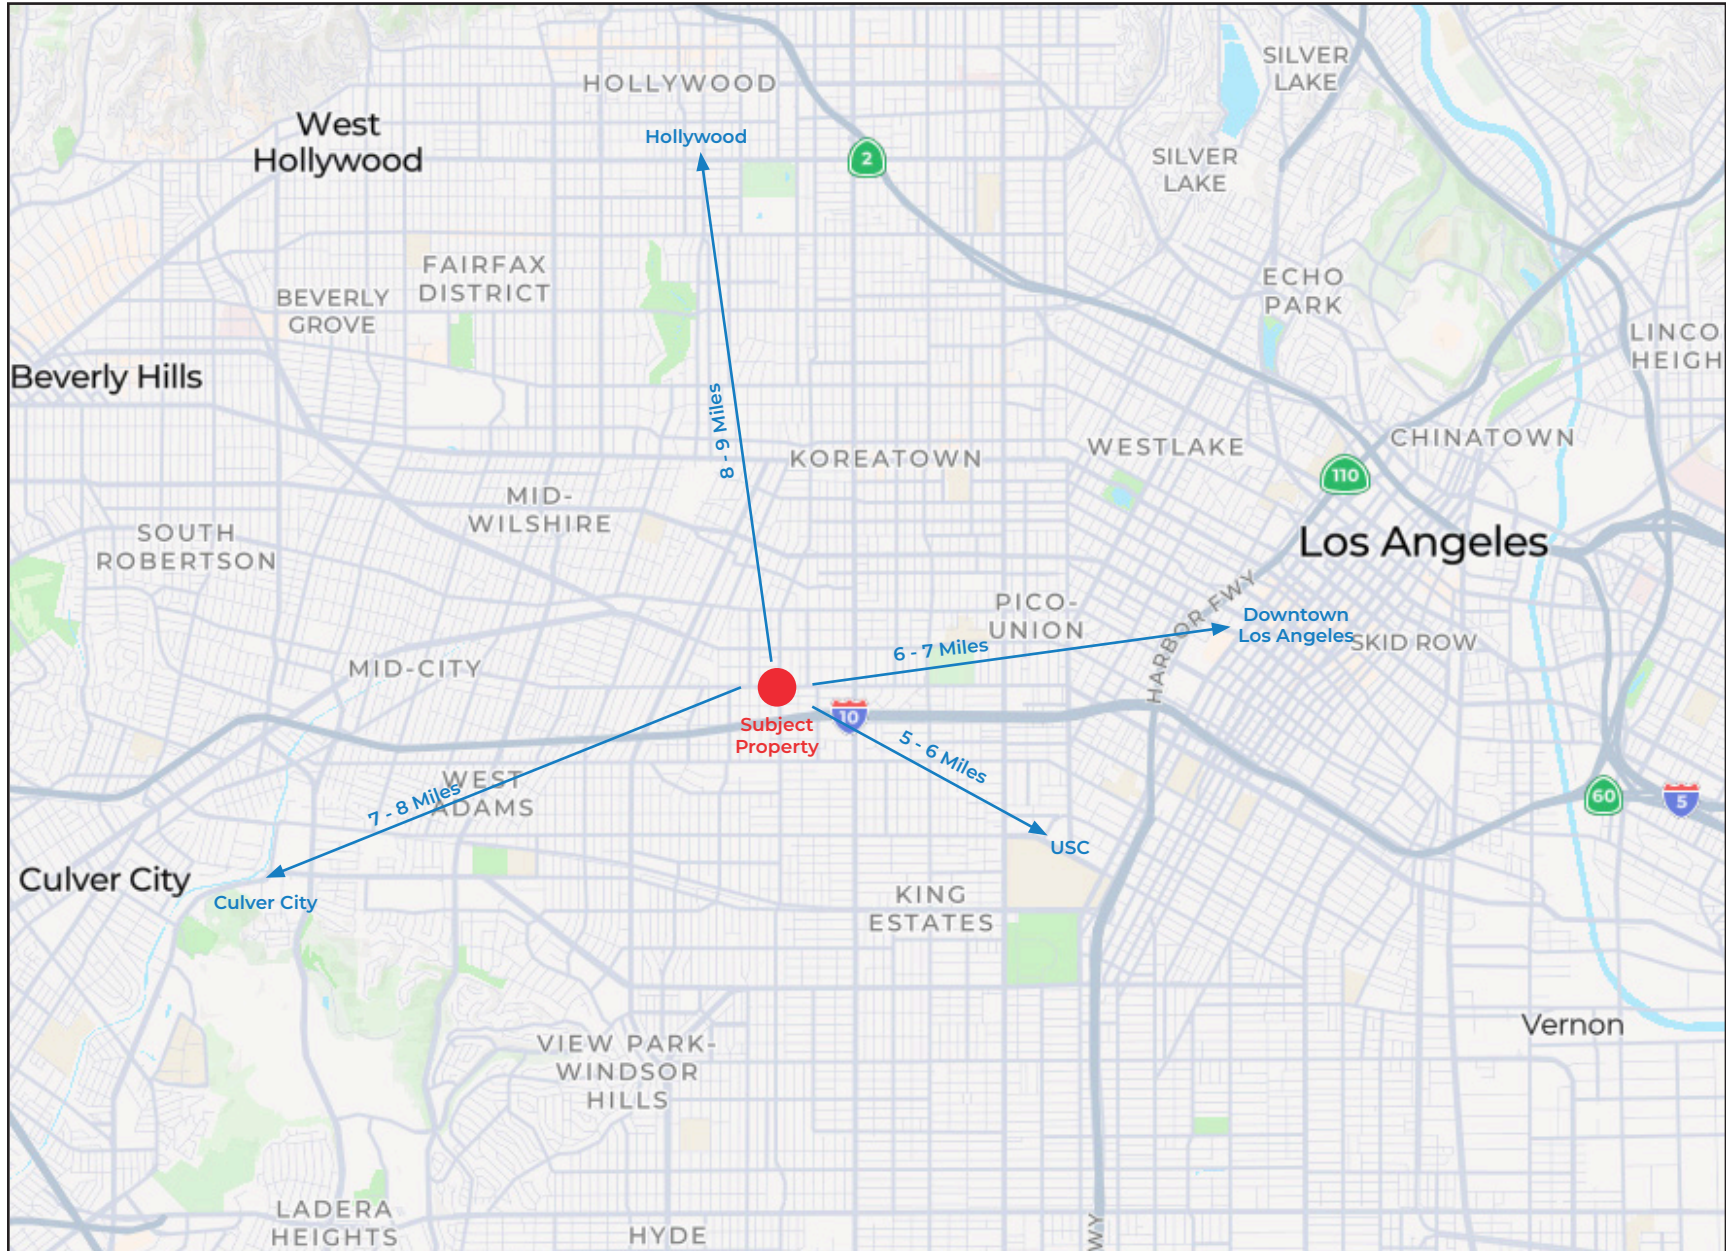 SILVER
LAKE
HOLLYWOOD
West
Hollywood
Hollywood
2
SILVER
LAKE
FAIRFAX
DISTRICT
BEVERLY
GROVE
ECHO
PARK
LINCO
HEIGH
Beverly Hills
8 - 9 Miles
KOREATOWN
WESTLAKE
CHINATOWN
110
MID-
WILSHIRE
SOUTH
ROBERTSON
Los Angeles
HARBOR FWY
PICO-
UNION
Downtown
Los Angeles
SKID ROW
6 - 7 Miles
MID-CITY
Subject
Property
10
5 - 6 Miles
WEST
ADAMS
7 - 8 Miles
60
5
USC
Culver City
Culver City
KING
ESTATES
Vernon
VIEW PARK-
WINDSOR
HILLS
LADERA
HEIGHTS
HYDE
WY